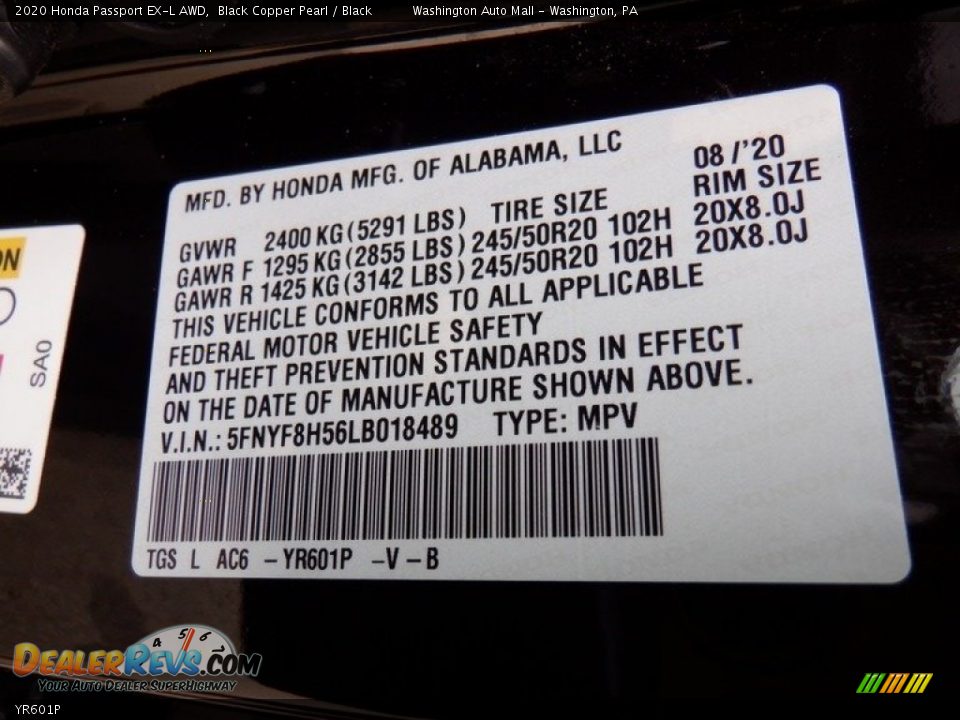 2020 Honda Passport EX-L AWD, Black Copper Pearl / Black Washington Auto Mall - Washington, PA
MFD. BY HONDA MFG. OF ALABAMA, LLC 08/'20
GVWR 2400 KG (5291 LBS) TIRE SIZE RIM SIZE
GAWR F 1295 KG (2855 LBS) 245/50R20 102H 20X8.0J
GAWR R 1425 KG (3142 LBS) 245/50R20 102H 20X8.0J
THIS VEHICLE CONFORMS TO ALL APPLICABLE
FEDERAL MOTOR VEHICLE SAFETY
AND THEFT PREVENTION STANDARDS IN EFFECT
ON THE DATE OF MANUFACTURE SHOWN ABOVE.
V.I.N.: 5FNYF8H56LB018489 TYPE: MPV
TGS L AC6 -YR601P -V -B
SA0
4 5 6
DEALERREVS.COM
Your Auto Dealer SuperHighway
YR601P